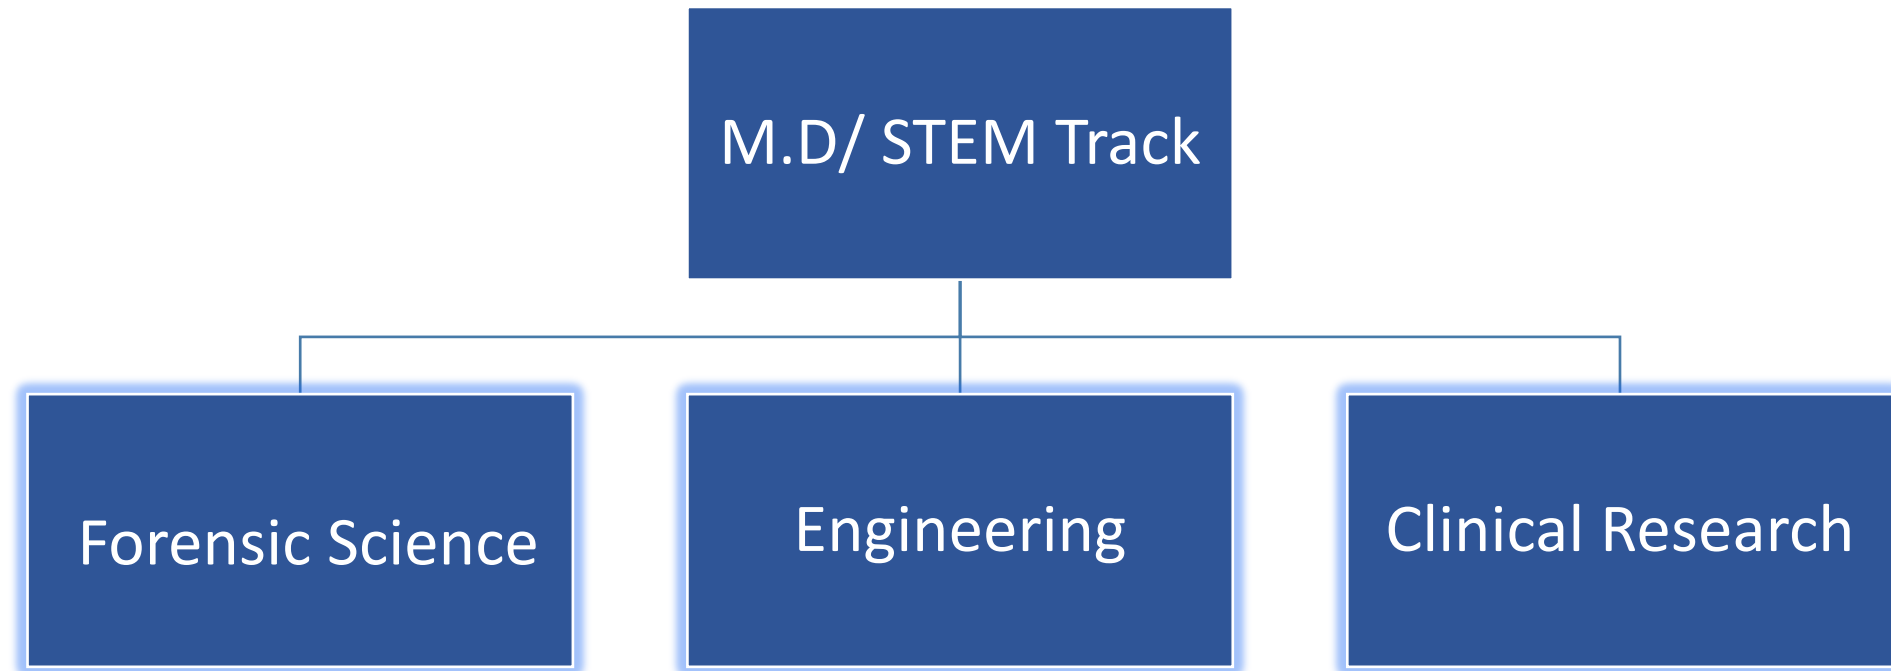 M.D/ STEM Track
Forensic Science
Engineering
Clinical Research